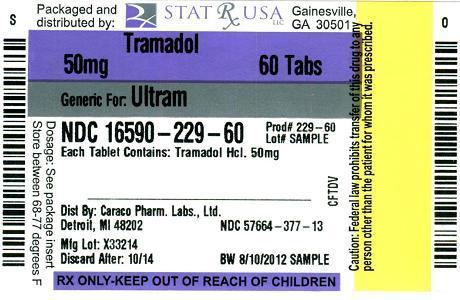 S
Packaged and
distributed by:
STAT Rx USA LLC
Gainesville,
GA 30501
O
Tramadol
50mg
60 Tabs
Generic For: Ultram
NDC 16590-229-60
Prod# 229-60
Lot# SAMPLE
Each Tablet Contains: Tramadol Hcl. 50mg
CFTDV
Dist By: Caraco Pharm. Labs., Ltd.
Detroit, MI 48202
NDC 57664-377-13
Mfg Lot: X33214
Discard After: 10/14
BW 8/10/2012 SAMPLE
RX ONLY-KEEP OUT OF REACH OF CHILDREN
Dosage: See package insert
Store between 68-77 degrees F
Caution: Federal law prohibits transfer of this drug to any
person other than the patient for whom it was prescribed.